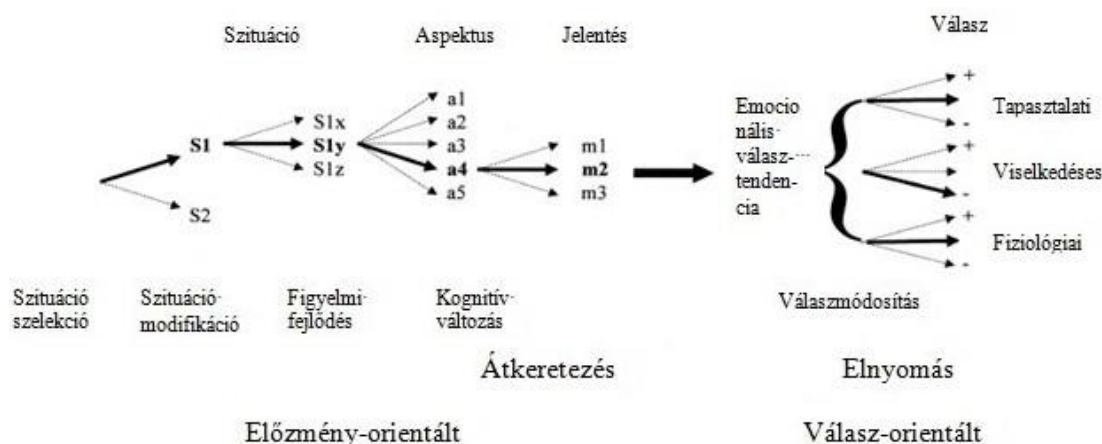 Szituáció Aspektus Jelentés Válasz
S1
S2
S1x
S1y
S1z
a1
a2
a3
a4
a5
m1
m2
m3
Emocio
nális-
válasz-
tenden-
cia
+
-
Tapasztalati
+
-
Viselkedéses
+
-
Fiziológiai
Szituáció
szelekció
Szituáció-
modifikáció
Figyelmi-
fejlődés
Kognitív-
változás
Válaszmódosítás
Átkeretezés Elnyomás
Előzmény-orientált Válasz-orientált